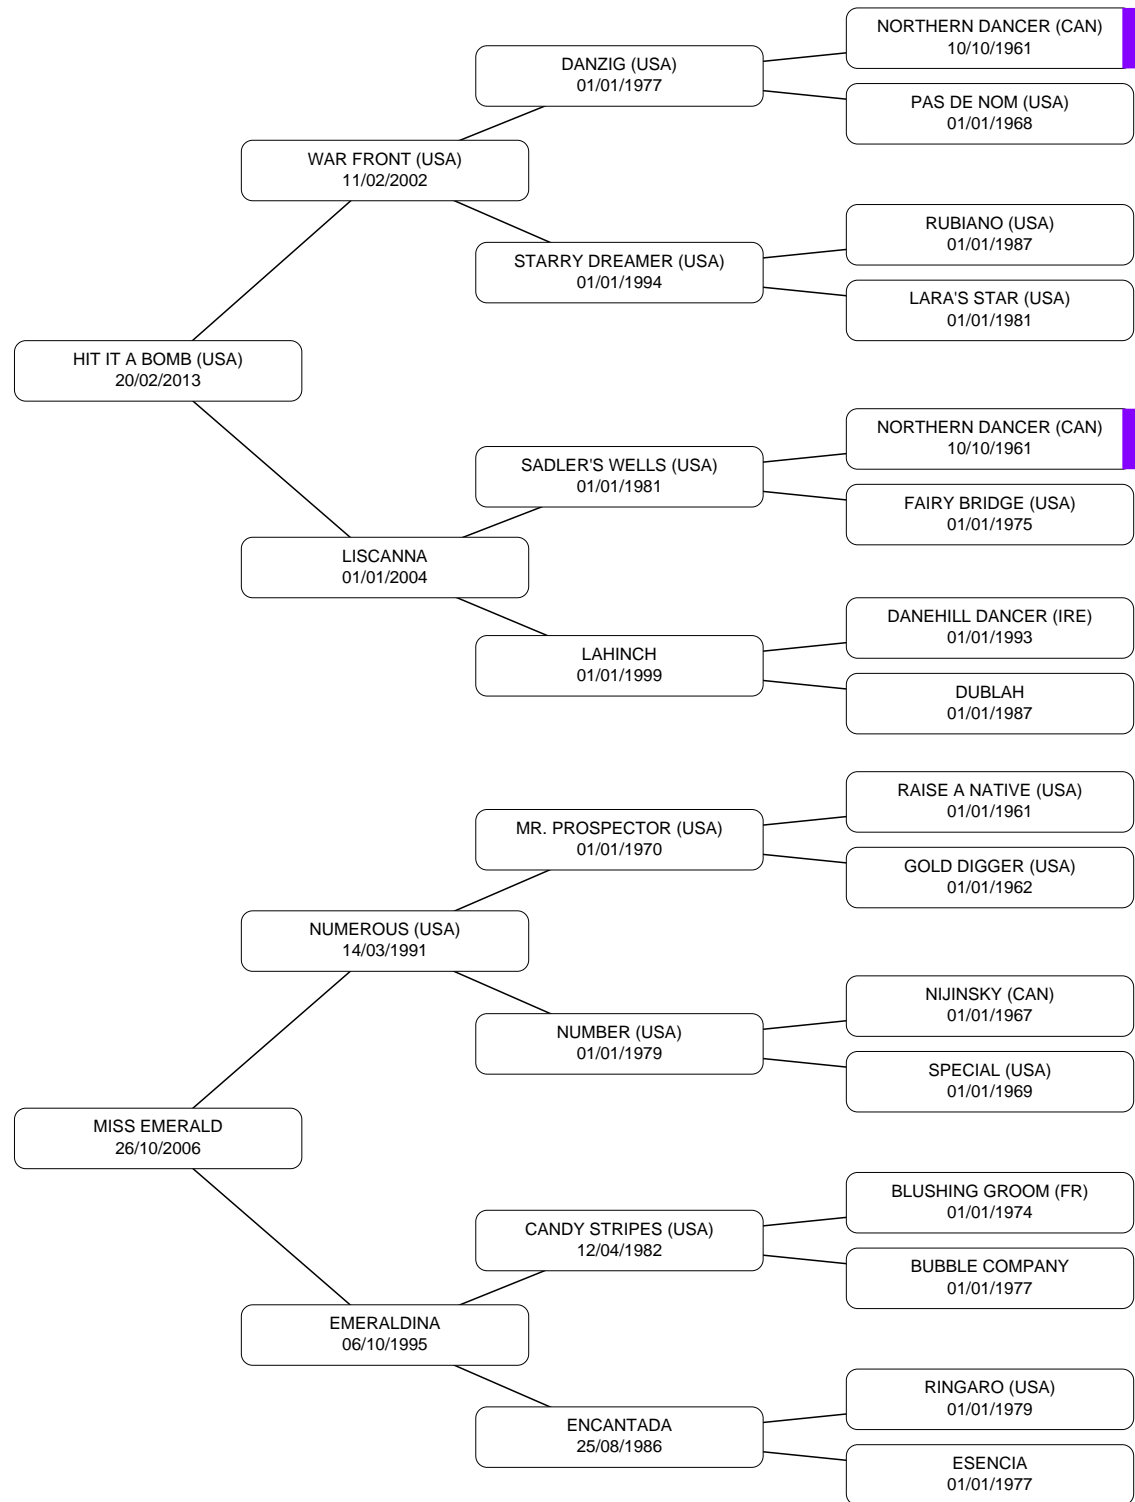 NORTHERN DANCER (CAN)
10/10/1961
DANZIG (USA)
01/01/1977
PAS DE NOM (USA)
01/01/1968
WAR FRONT (USA)
11/02/2002
RUBIANO (USA)
01/01/1987
STARRY DREAMER (USA)
01/01/1994
LARA'S STAR (USA)
01/01/1981
HIT IT A BOMB (USA)
20/02/2013
NORTHERN DANCER (CAN)
10/10/1961
SADLER'S WELLS (USA)
01/01/1981
FAIRY BRIDGE (USA)
01/01/1975
LISCANNA
01/01/2004
DANEHILL DANCER (IRE)
01/01/1993
LAHINCH
01/01/1999
DUBLAH
01/01/1987
RAISE A NATIVE (USA)
01/01/1961
MR. PROSPECTOR (USA)
01/01/1970
GOLD DIGGER (USA)
01/01/1962
NUMEROUS (USA)
14/03/1991
NIJINSKY (CAN)
01/01/1967
NUMBER (USA)
01/01/1979
SPECIAL (USA)
01/01/1969
MISS EMERALD
26/10/2006
BLUSHING GROOM (FR)
01/01/1974
CANDY STRIPES (USA)
12/04/1982
BUBBLE COMPANY
01/01/1977
EMERALDINA
06/10/1995
RINGARO (USA)
01/01/1979
ENCANTADA
25/08/1986
ESENCIA
01/01/1977